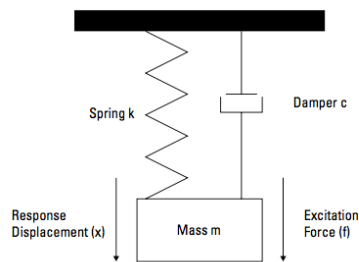 Spring k
Damper c
Response
Displacement (x)
Mass m
Excitation
Force (f)